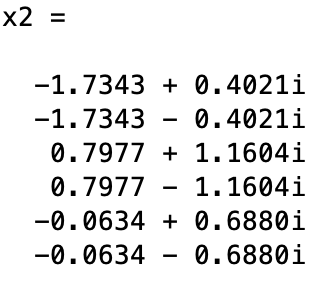 x2 =
-1.7343 + 0.4021i
-1.7343 - 0.4021i
0.7977 + 1.1604i
0.7977 - 1.1604i
-0.0634 + 0.6880i
-0.0634 - 0.6880i